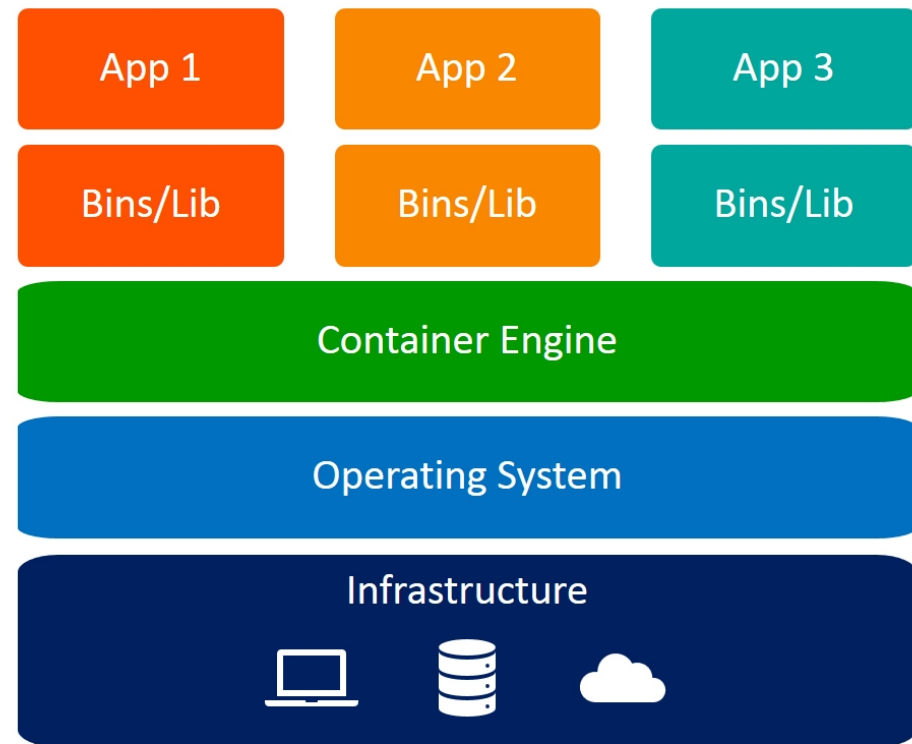 App 1
App 2
App 3
Bins/Lib
Bins/Lib
Bins/Lib
Container Engine
Operating System
Infrastructure